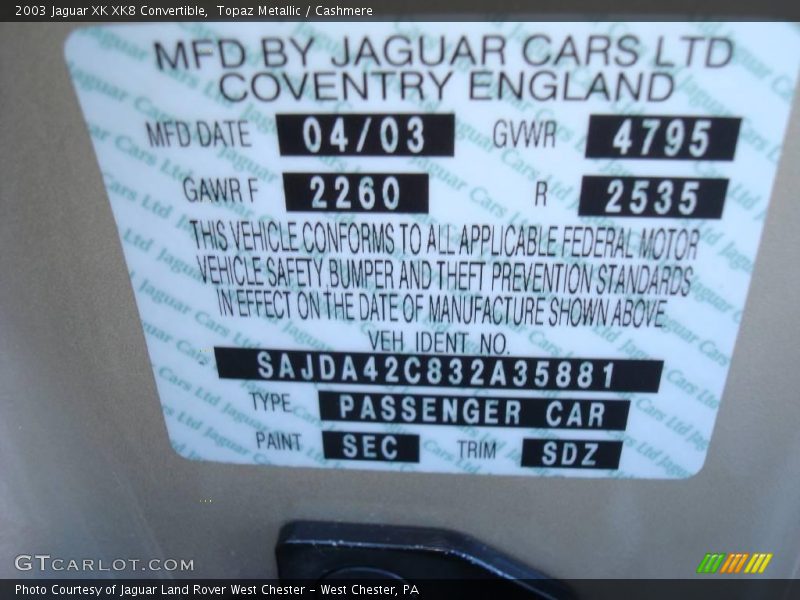 2003 Jaguar XK XK8 Convertible,  Topaz Metallic / Cashmere
MFD BY JAGUAR CARS LTD
COVENTRY ENGLAND
MFD DATE 04/03 GVWR 4795
GAWR F 2260 R 2535
THIS VEHICLE CONFORMS TO ALL APPLICABLE FEDERAL MOTOR
VEHICLE SAFETY, BUMPER AND THEFT PREVENTION STANDARDS
IN EFFECT ON THE DATE OF MANUFACTURE SHOWN ABOVE
VEH IDENT NO.
SAJDA42C832A35881
TYPE PASSENGER CAR
PAINT SEC TRIM SDZ
GTCARLOT.COM
Photo Courtesy of Jaguar Land Rover West Chester – West Chester, PA